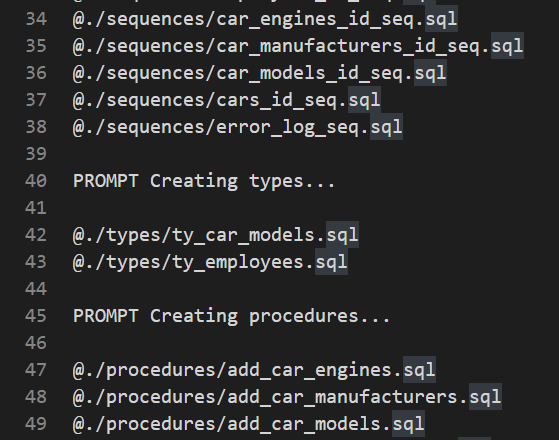 34 @./sequences/car_engines_id_seq.sql
35 @./sequences/car_manufacturers_id_seq.sql
36 @./sequences/car_models_id_seq.sql
37 @./sequences/cars_id_seq.sql
38 @./sequences/error_log_seq.sql
39
40 PROMPT Creating types...
41
42 @./types/ty_car_models.sql
43 @./types/ty_employees.sql
44
45 PROMPT Creating procedures...
46
47 @./procedures/add_car_engines.sql
48 @./procedures/add_car_manufacturers.sql
49 @./procedures/add_car_models.sql